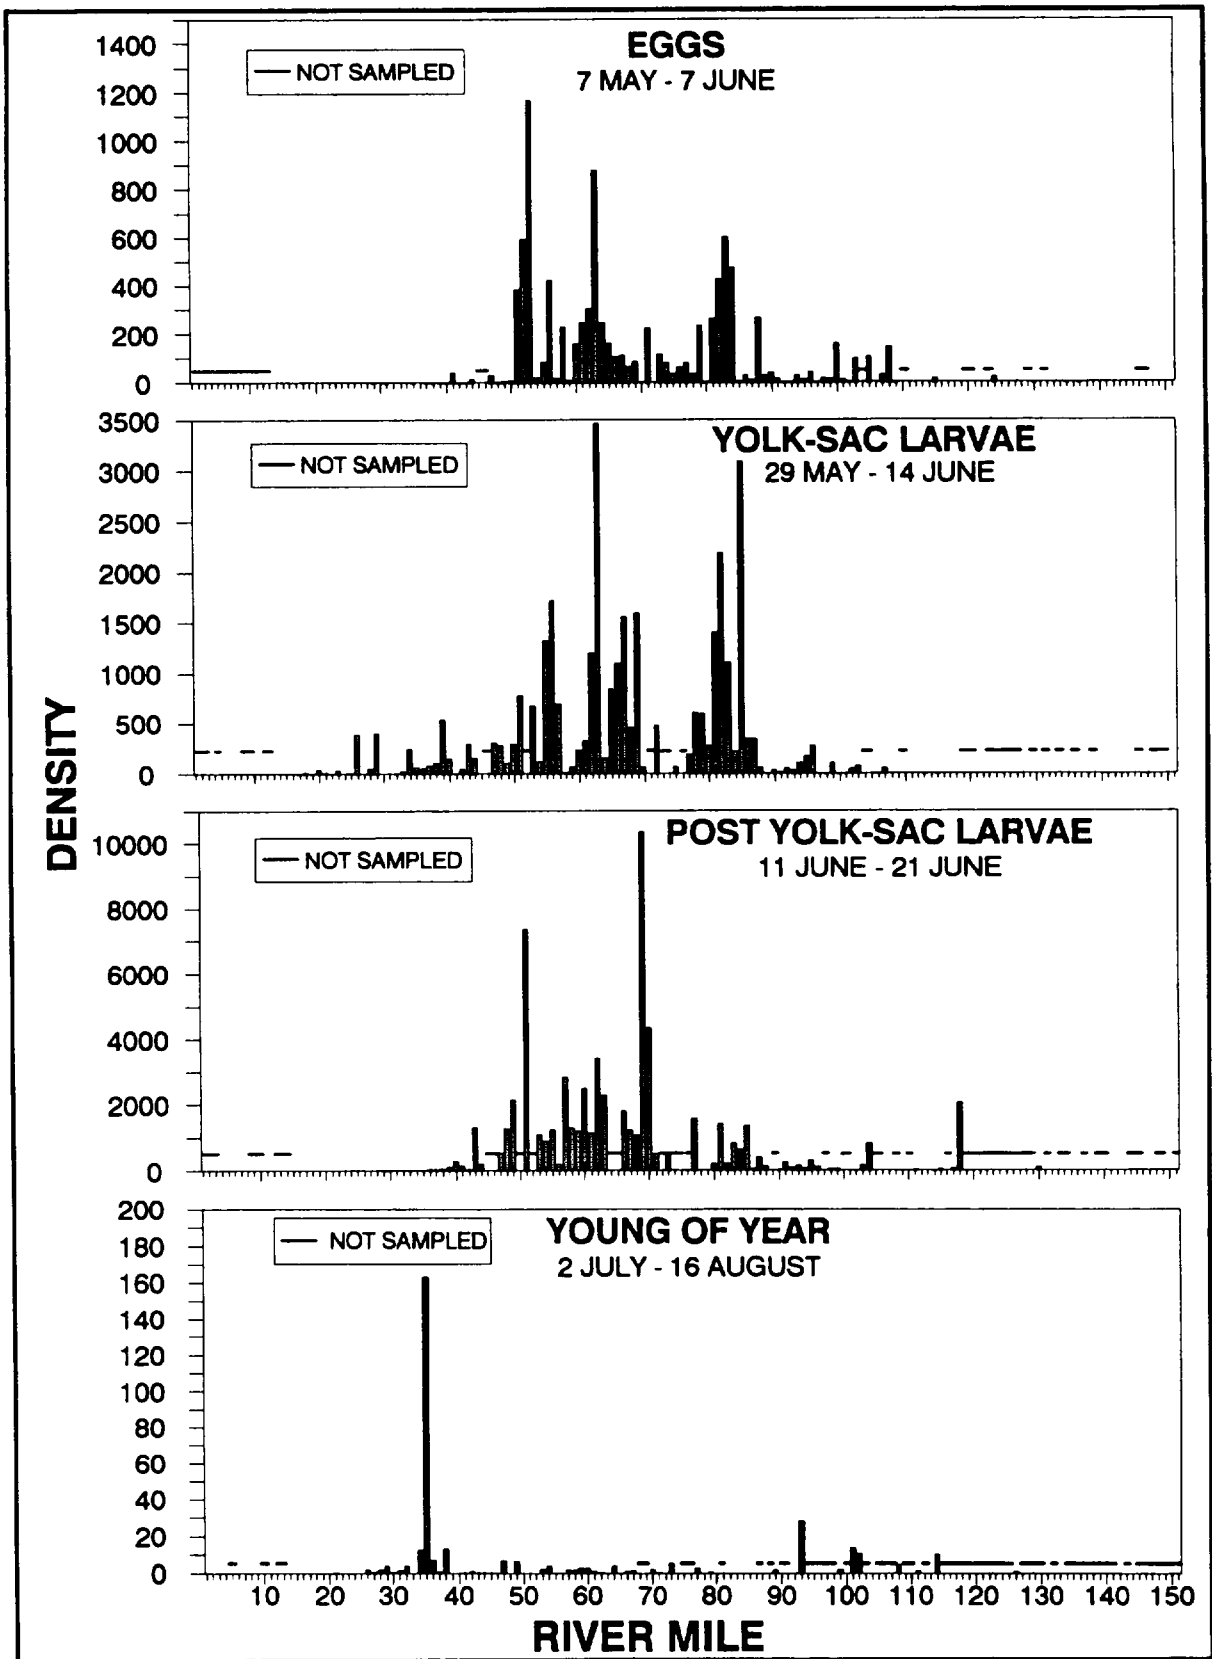 EGGS
7 MAY - 7 JUNE
NOT SAMPLED
1400
1200
1000
800
600
400
200
0
YOLK-SAC LARVAE
29 MAY - 14 JUNE
NOT SAMPLED
3500
3000
2500
2000
1500
1000
500
0
DENSITY
POST YOLK-SAC LARVAE
11 JUNE - 21 JUNE
NOT SAMPLED
10000
8000
6000
4000
2000
0
YOUNG OF YEAR
2 JULY - 16 AUGUST
NOT SAMPLED
200
180
160
140
120
100
80
60
40
20
0
10 20 30 40 50 60 70 80 90 100 110 120 130 140 150
RIVER MILE